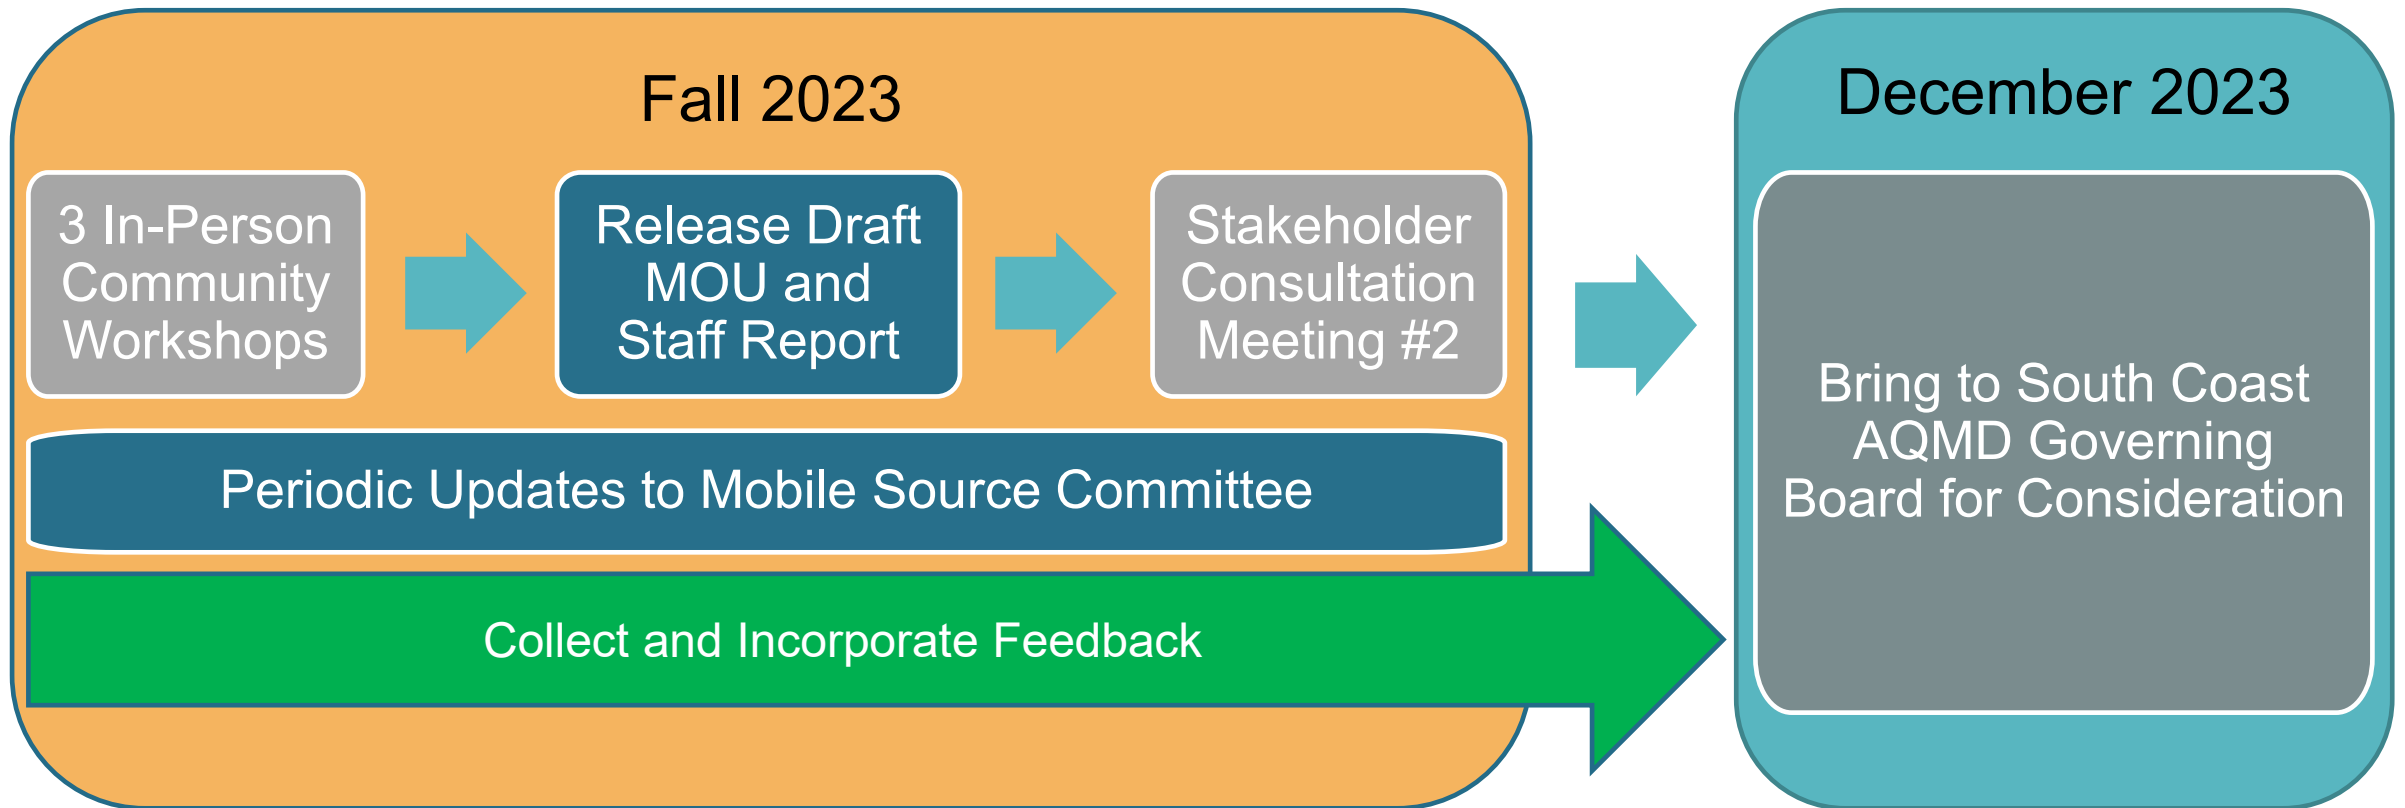 Fall 2023
3 In-Person
Community
Workshops
Release Draft
MOU and
Staff Report
Stakeholder
Consultation
Meeting #2
Periodic Updates to Mobile Source Committee
Collect and Incorporate Feedback
December 2023
Bring to South Coast
AQMD Governing
Board for Consideration